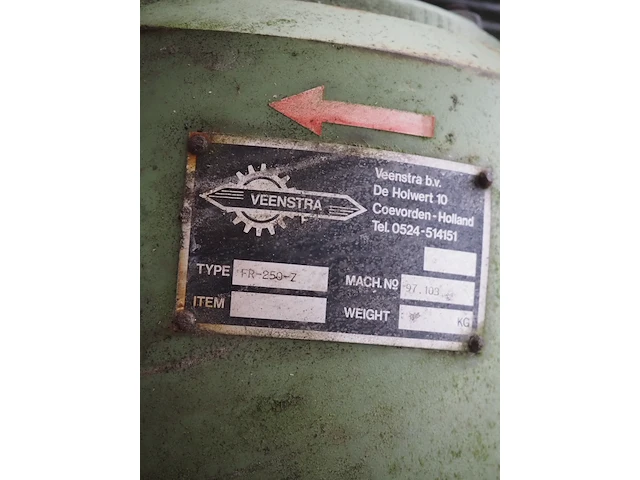 VEENSTRA
Veenstra b.v.
De Holwert 10
Coevorden-Holland
Tel. 0524-514151
TYPE FR-250-Z
MACH. No 97.103
ITEM
WEIGHT KG